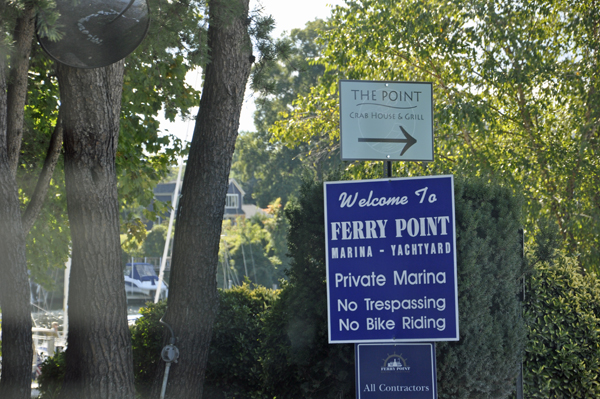 THE POINT
CRAB HOUSE & GRILL
Welcome To
FERRY POINT
MARINA - YACHTYARD
Private Marina
No Trespassing
No Bike Riding
FERRY POINT
All Contractors